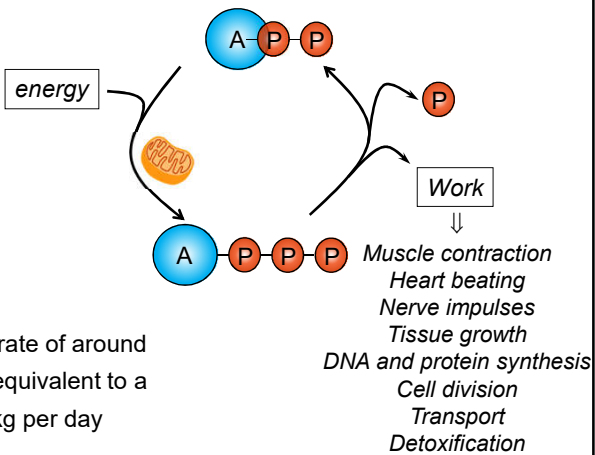 A P P
energy
P
Work
⇓
A P P P
Muscle contraction
Heart beating
Nerve impulses
Tissue growth
DNA and protein synthesis
Cell division
Transport
Detoxification
rate of around
equivalent to a
kg per day